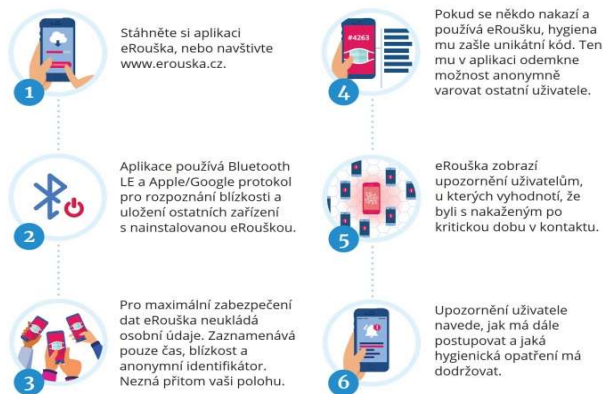 Stáhněte si aplikaci
eRouška, nebo navštivte
www.erouska.cz.
1
Aplikace používá Bluetooth
LE a Apple/Google protokol
pro rozpoznání blízkosti a
uložení ostatních zařízení
s nainstalovanou eRouškou.
2
Pro maximální zabezpečení
dat eRouška neukládá
osobní údaje. Zaznamenává
pouze čas, blízkost a
anonymní identifikátor.
Nezná přitom vaši polohu.
3
Pokud se někdo nakazí a
používá eRoušku, hygiena
mu zašle unikátní kód. Ten
mu v aplikaci odemkne
možnost anonymně
varovat ostatní uživatele.
#4263
4
eRouška zobrazí
upozornění uživatelům,
u kterých vyhodnotí, že
byli s nakaženým po
kritickou dobu v kontaktu.
5
Upozornění uživatele
navede, jak má dále
postupovat a jaká
hygienická opatření má
dodržovat.
6